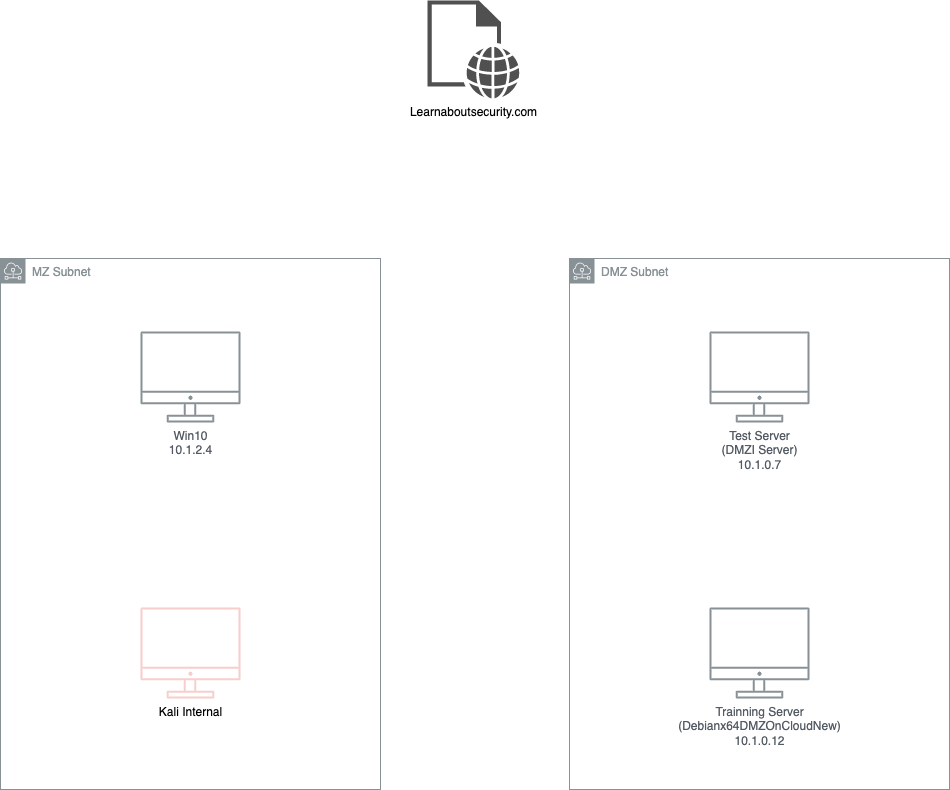 Learnaboutsecurity.com
MZ Subnet
DMZ Subnet
Win10
10.1.2.4
Test Server
(DMZI Server)
10.1.0.7
Kali Internal
Trainning Server
(Debianx64DMZOnCloudNew)
10.1.0.12